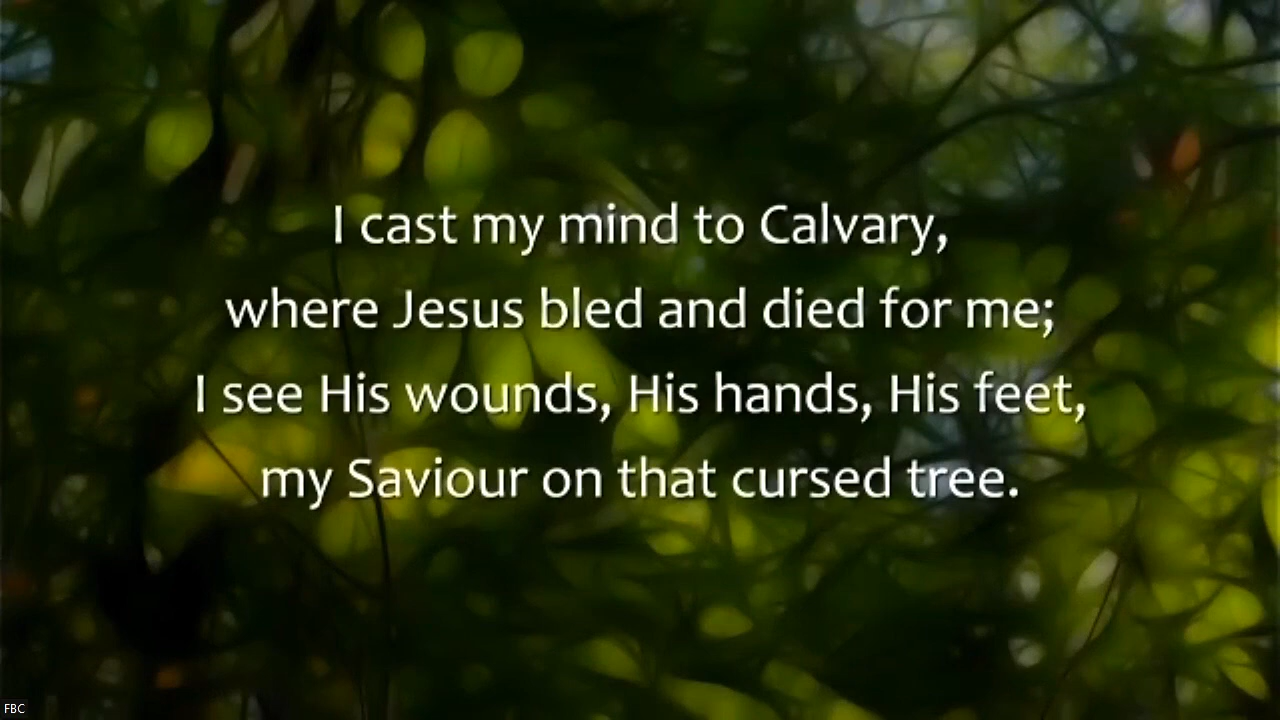 I cast my mind to Calvary,
where Jesus bled and died for me;
I see His wounds, His hands, His feet,
my Saviour on that cursed tree.
FBC